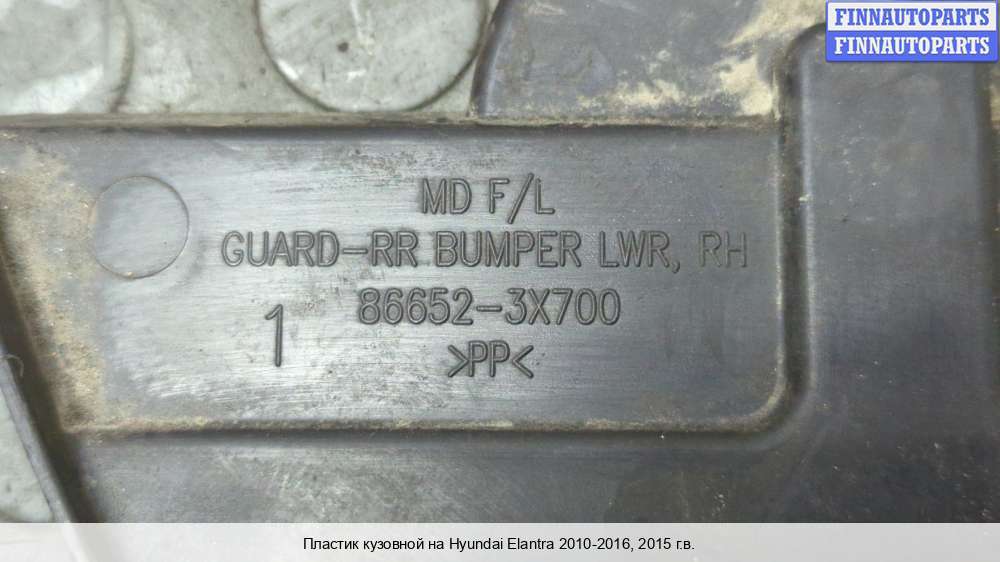 FINNAUTOPARTS
FINNAUTOPARTS
MD F/L
GUARD-RR BUMPER LWR, RH
1 86652-3X700
>PP<
Пластик кузовной на Hyundai Elantra 2010-2016, 2015 г.в.